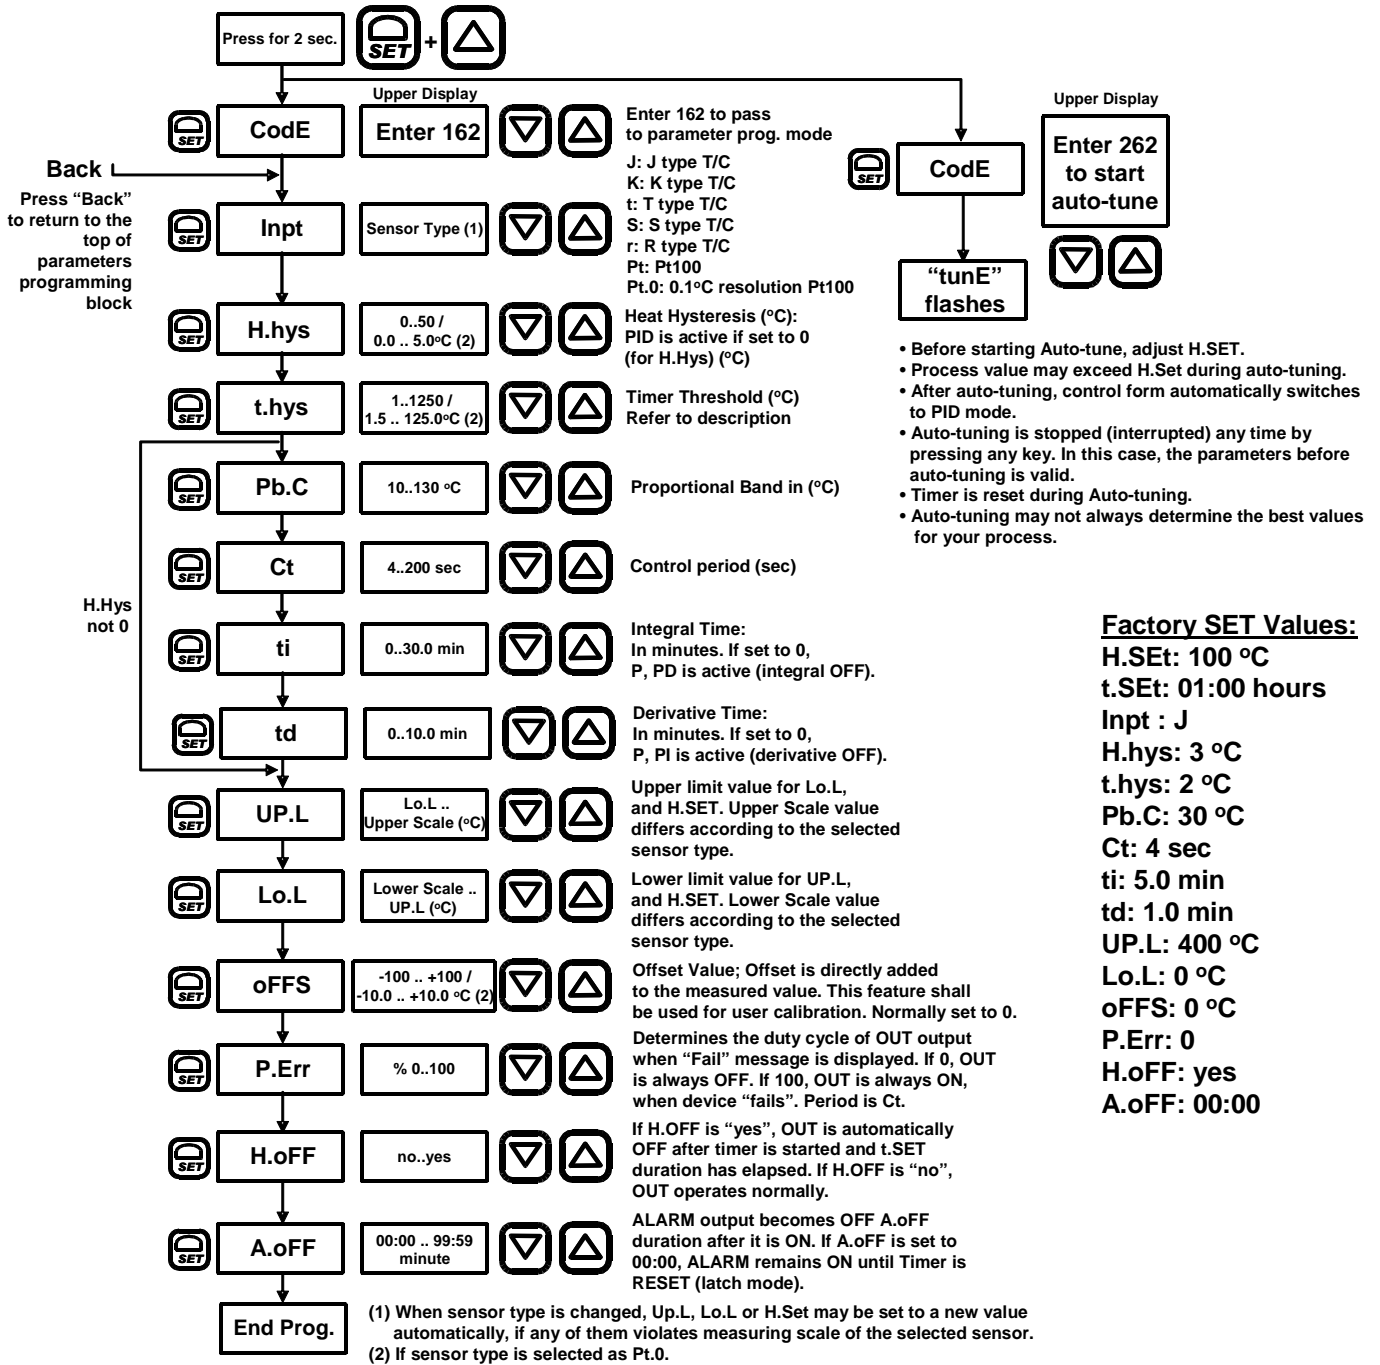 Press for 2 sec.
SET
+
Upper Display
SET
CodE
Enter 162
Enter 162 to pass
to parameter prog. mode
Back
Press “Back”
to return to the
top of
parameters
programming
block
SET
Inpt
Sensor Type (1)
J: J type T/C
K: K type T/C
t: T type T/C
S: S type T/C
r: R type T/C
Pt: Pt100
Pt.0: 0.1ºC resolution Pt100
SET
H.hys
0..50 /
0.0 .. 5.0ºC (2)
Heat Hysteresis (ºC):
PID is active if set to 0
(for H.Hys) (ºC)
SET
t.hys
1..1250 /
1.5 .. 125.0ºC (2)
Timer Threshold (ºC)
Refer to description
SET
Pb.C
10..130 ºC
Proportional Band in (ºC)
SET
Ct
4..200 sec
Control period (sec)
H.Hys
not 0
SET
ti
0..30.0 min
Integral Time:
In minutes. If set to 0,
P, PD is active (integral OFF).
SET
td
0..10.0 min
Derivative Time:
In minutes. If set to 0,
P, PI is active (derivative OFF).
SET
UP.L
Lo.L ..
Upper Scale (ºC)
Upper limit value for Lo.L,
and H.SET. Upper Scale value
differs according to the selected
sensor type.
SET
Lo.L
Lower Scale ..
UP.L (ºC)
Lower limit value for UP.L,
and H.SET. Lower Scale value
differs according to the selected
sensor type.
SET
oFFS
-100 .. +100 /
-10.0 .. +10.0 ºC (2)
Offset Value; Offset is directly added
to the measured value. This feature shall
be used for user calibration. Normally set to 0.
SET
P.Err
% 0..100
Determines the duty cycle of OUT output
when “Fail” message is displayed. If 0, OUT
is always OFF. If 100, OUT is always ON,
when device “fails”. Period is Ct.
SET
H.oFF
no..yes
If H.OFF is “yes”, OUT is automatically
OFF after timer is started and t.SET
duration has elapsed. If H.OFF is “no”,
OUT operates normally.
SET
A.oFF
00:00 .. 99:59
minute
ALARM output becomes OFF A.oFF
duration after it is ON. If A.oFF is set to
00:00, ALARM remains ON until Timer is
RESET (latch mode).
End Prog.
(1) When sensor type is changed, Up.L, Lo.L or H.Set may be set to a new value
automatically, if any of them violates measuring scale of the selected sensor.
(2) If sensor type is selected as Pt.0.
Upper Display
SET
CodE
Enter 262
to start
auto-tune
“tunE”
flashes
• Before starting Auto-tune, adjust H.SET.
• Process value may exceed H.Set during auto-tuning.
• After auto-tuning, control form automatically switches
to PID mode.
• Auto-tuning is stopped (interrupted) any time by
pressing any key. In this case, the parameters before
auto-tuning is valid.
• Timer is reset during Auto-tuning.
• Auto-tuning may not always determine the best values
for your process.
Factory SET Values:
H.SEt: 100 ºC
t.SEt: 01:00 hours
Inpt : J
H.hys: 3 ºC
t.hys: 2 ºC
Pb.C: 30 ºC
Ct: 4 sec
ti: 5.0 min
td: 1.0 min
UP.L: 400 ºC
Lo.L: 0 ºC
oFFS: 0 ºC
P.Err: 0
H.oFF: yes
A.oFF: 00:00